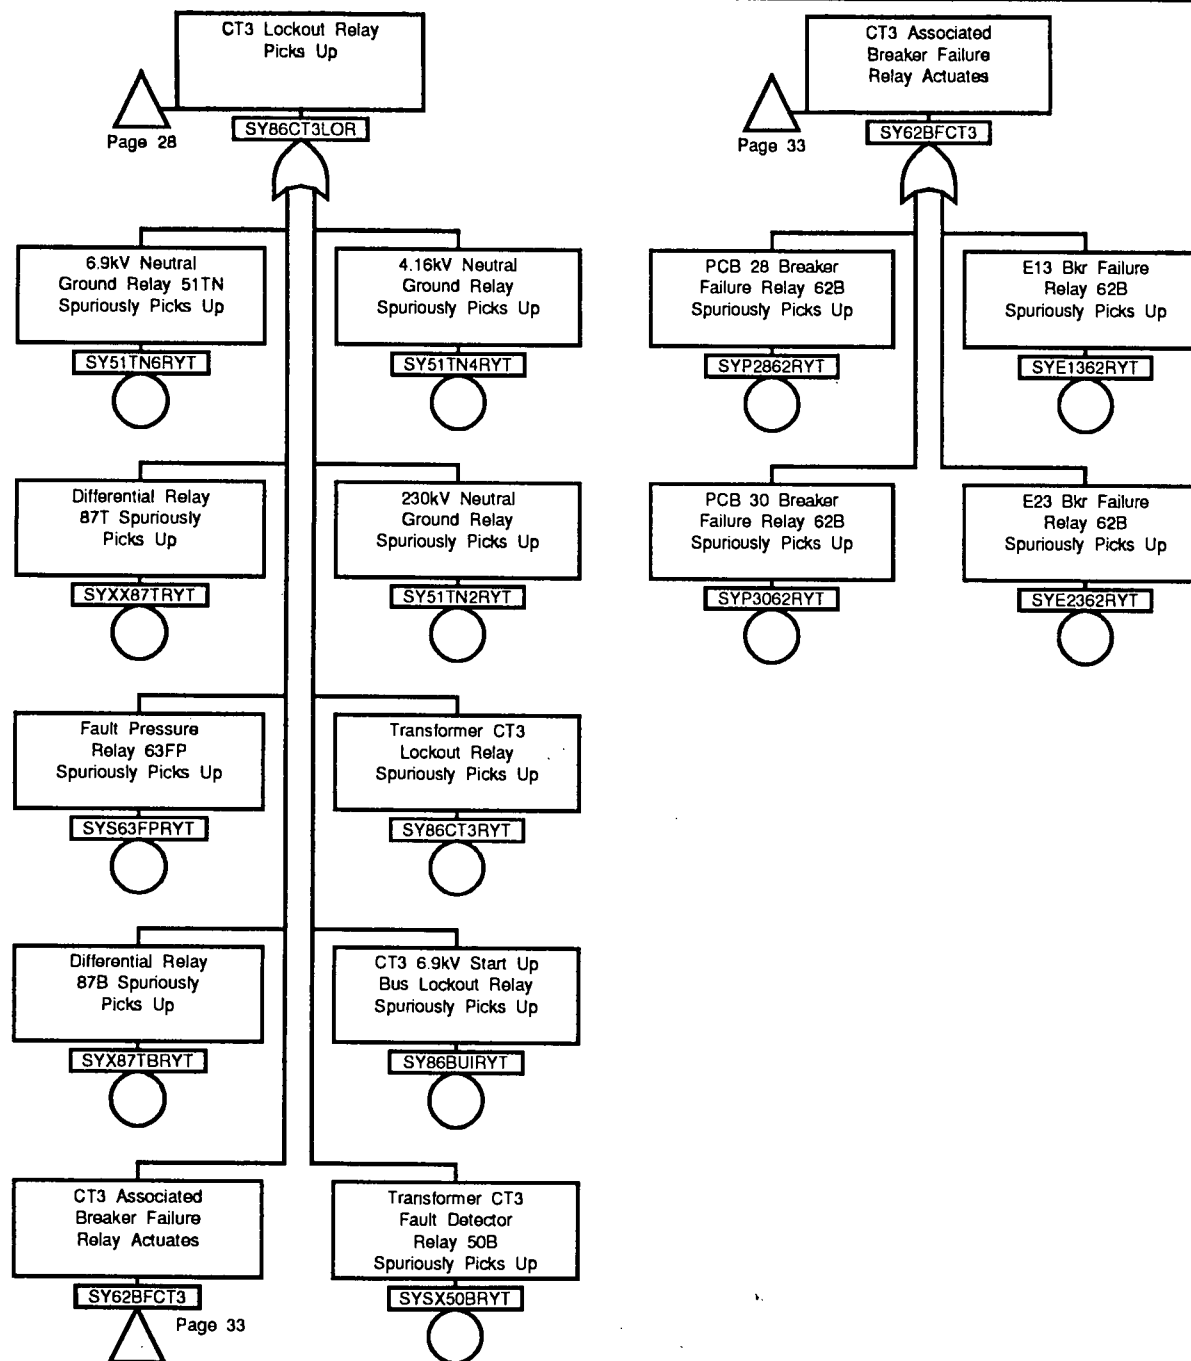 CT3 Lockout Relay
Picks Up
Page 28
SY86CT3LOR
6.9kV Neutral
Ground Relay 51TN
Spuriously Picks Up
SY51TN6RYT
4.16kV Neutral
Ground Relay
Spuriously Picks Up
SY51TN4RYT
Differential Relay
87T Spuriously
Picks Up
SYXX87TRYT
230kV Neutral
Ground Relay
Spuriously Picks Up
SY51TN2RYT
Fault Pressure
Relay 63FP
Spuriously Picks Up
SYS63FPRYT
Transformer CT3
Lockout Relay
Spuriously Picks Up
SY86CT3RYT
Differential Relay
87B Spuriously
Picks Up
SYX87TBRYT
CT3 6.9kV Start Up
Bus Lockout Relay
Spuriously Picks Up
SY86BUIRYT
CT3 Associated
Breaker Failure
Relay Actuates
SY62BFCT3
Page 33
Transformer CT3
Fault Detector
Relay 50B
Spuriously Picks Up
SYSX50BRYT
CT3 Associated
Breaker Failure
Relay Actuates
Page 33
SY62BFCT3
PCB 28 Breaker
Failure Relay 62B
Spuriously Picks Up
SYP2862RYT
E13 Bkr Failure
Relay 62B
Spuriously Picks Up
SYE1362RYT
PCB 30 Breaker
Failure Relay 62B
Spuriously Picks Up
SYP3062RYT
E23 Bkr Failure
Relay 62B
Spuriously Picks Up
SYE2362RYT